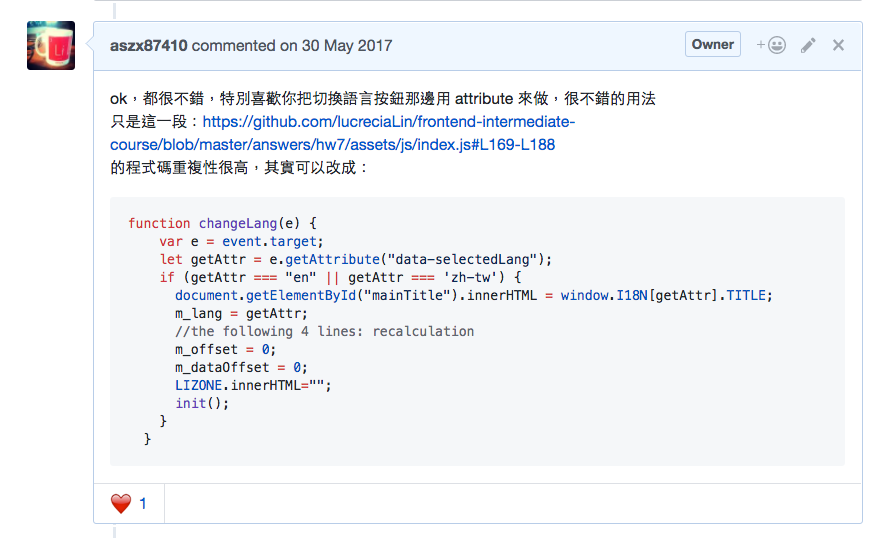 aszx87410 commented on 30 May 2017 Owner
ok，都很不錯，特別喜歡你把切換語言按鈕那邊用 attribute 來做，很不錯的用法
只是這一段：https://github.com/lucreciaLin/frontend-intermediate-
course/blob/master/answers/hw7/assets/js/index.js#L169-L188
的程式碼重複性很高，其實可以改成：
function changeLang(e) {
    var e = event.target;
    let getAttr = e.getAttribute("data-selectedLang");
    if (getAttr === "en" || getAttr === 'zh-tw') {
      document.getElementById("mainTitle").innerHTML = window.I18N[getAttr].TITLE;
      m_lang = getAttr;
      //the following 4 lines: recalculation
      m_offset = 0;
      m_dataOffset = 0;
      LIZONE.innerHTML="";
      init();
    }
  }
1